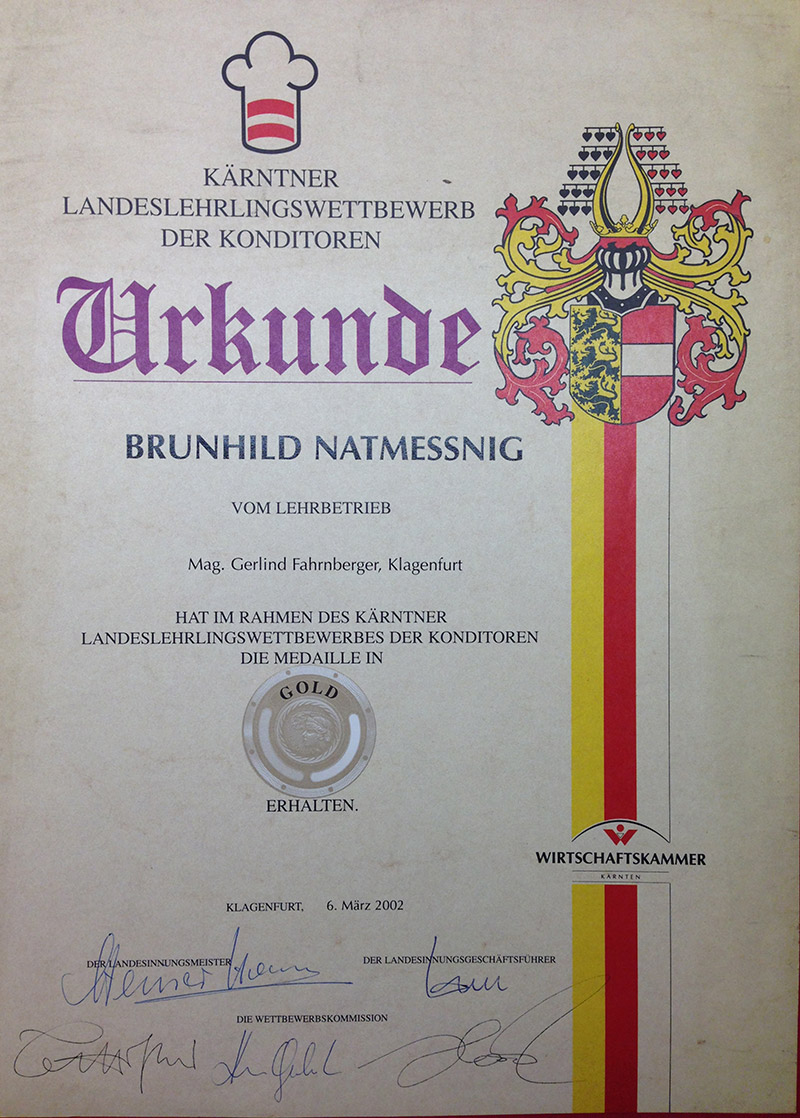 KÄRNTNER
LANDESLEHRLINGSWETTBEWERB
DER KONDITOREN
Urkunde
BRUNHILD NATMESSNIG
VOM LEHRBETRIEB
Mag. Gerlind Fahrnberger, Klagenfurt
HAT IM RAHMEN DES KÄRNTNER
LANDESLEHRLINGSWETTBEWERBES DER KONDITOREN
DIE MEDAILLE IN
GOLD
ERHALTEN.
WIRTSCHAFTSKAMMER
KÄRNTEN
KLAGENFURT, 6. März 2002
DER LANDESINNUNGSMEISTER DER LANDESINNUNGSGESCHÄFTSFÜHRER
DIE WETTBEWERBSKOMMISSION